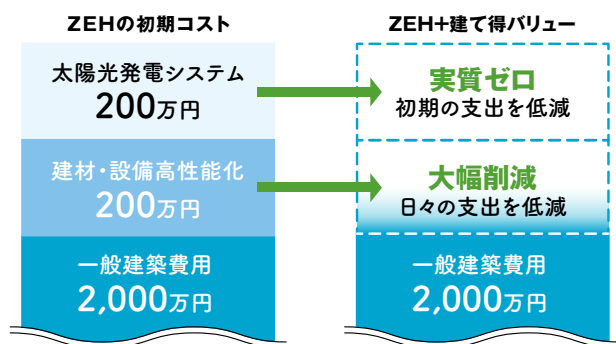 ZEHの初期コスト
太陽光発電システム
200万円
建材・設備高性能化
200万円
一般建築費用
2,000万円
ZEH+建て得バリュー
実質ゼロ
初期の支出を低減
大幅削減
日々の支出を低減
一般建築費用
2,000万円